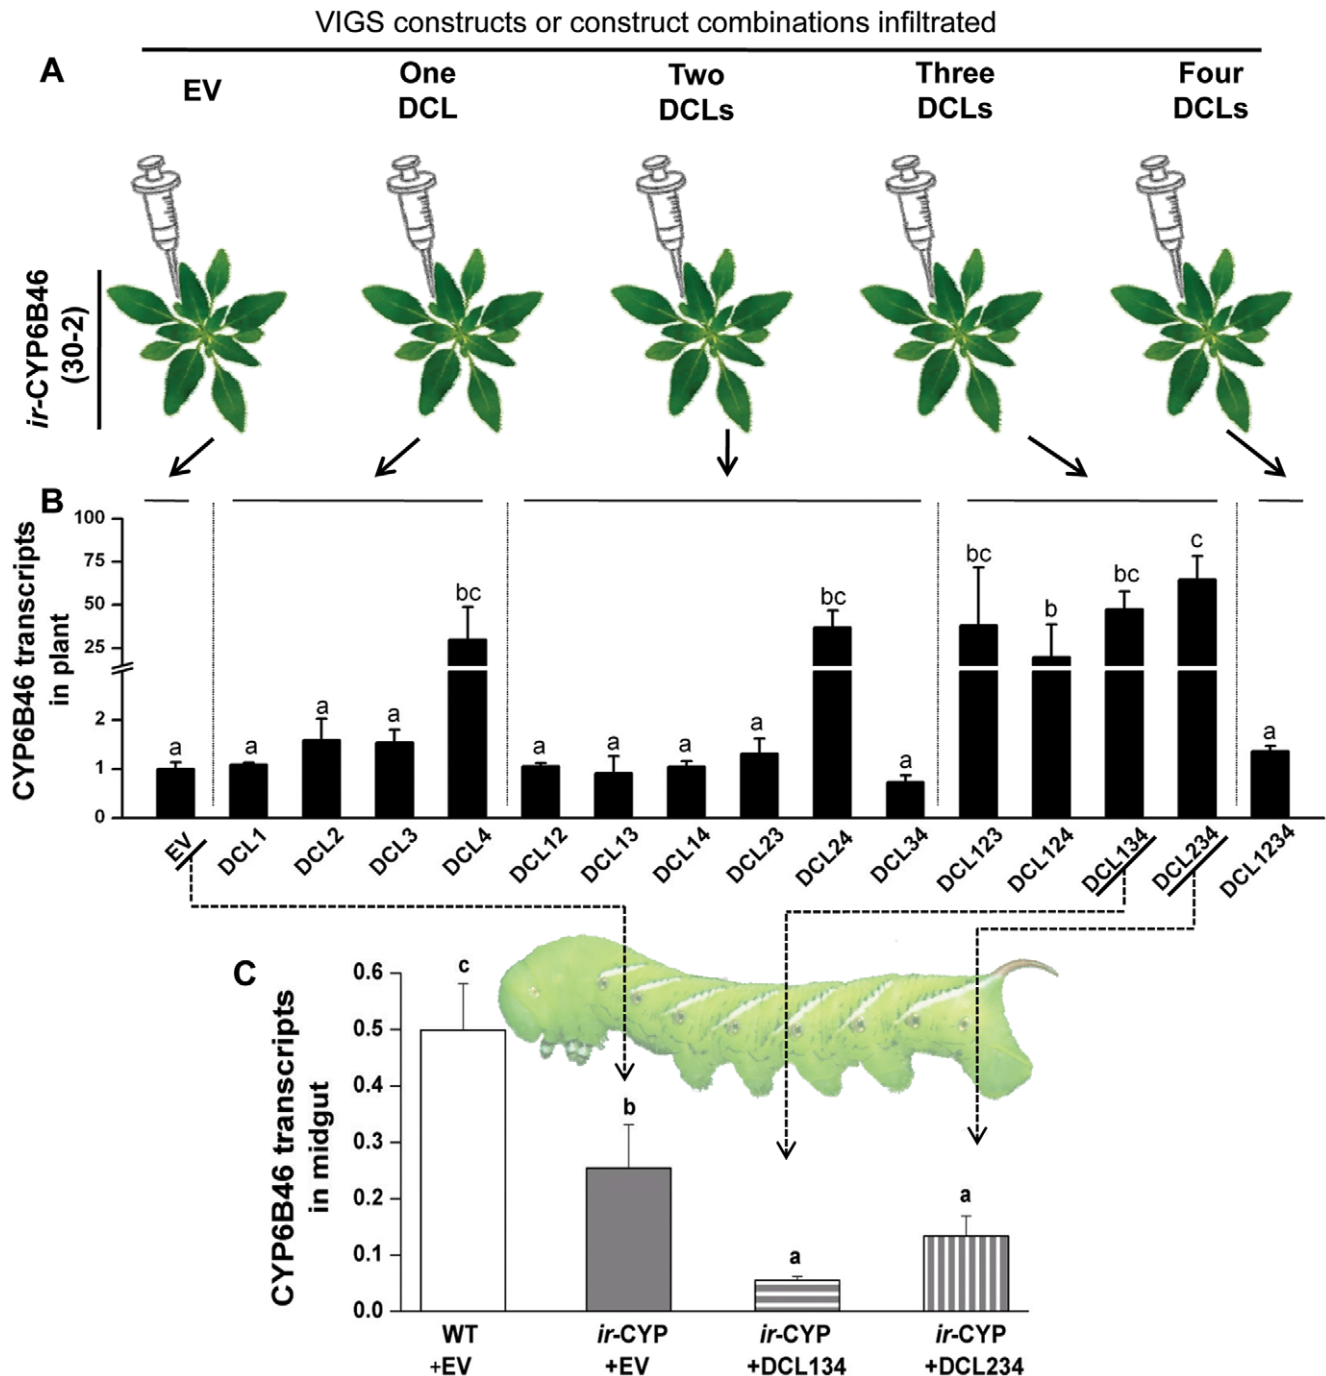 VIGS constructs or construct combinations infiltrated
A
EV
One
DCL
Two
DCLs
Three
DCLs
Four
DCLs
ir-CYP6B46
(30-2)
B
CYP6B46 transcripts
in plant
100
75
50
25
2
1
0
a
a
a
a
bc
a
a
a
a
bc
a
bc
b
bc
c
a
EV
DCL1
DCL2
DCL3
DCL4
DCL12
DCL13
DCL14
DCL23
DCL24
DCL34
DCL123
DCL124
DCL134
DCL234
DCL1234
C
CYP6B46 transcripts
in midgut
0.6
0.5
0.4
0.3
0.2
0.1
0.0
c
b
a
a
WT
+EV
ir-CYP
+EV
ir-CYP
+DCL134
ir-CYP
+DCL234